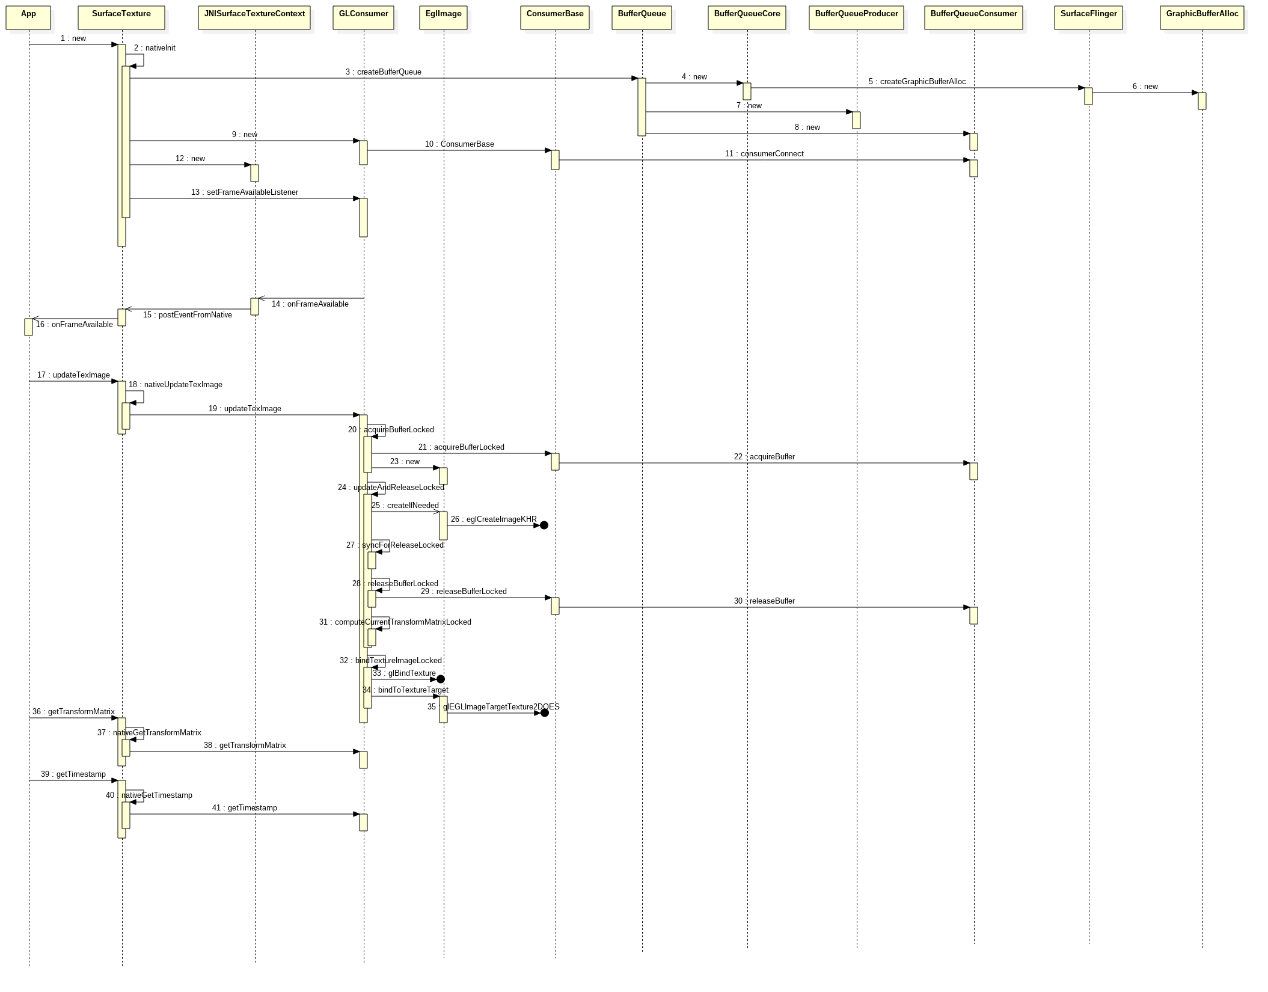 App
SurfaceTexture
JNISurfaceTextureContext
GLConsumer
EglImage
ConsumerBase
BufferQueue
BufferQueueCore
BufferQueueProducer
BufferQueueConsumer
SurfaceFlinger
GraphicBufferAlloc
1 : new
2 : nativeInit
3 : createBufferQueue
4 : new
5 : createGraphicBufferAlloc
6 : new
7 : new
8 : new
9 : new
10 : ConsumerBase
11 : consumerConnect
12 : new
13 : setFrameAvailableListener
14 : onFrameAvailable
15 : postEventFromNative
16 : onFrameAvailable
17 : updateTexImage
18 : nativeUpdateTexImage
19 : updateTexImage
20 : acquireBufferLocked
21 : acquireBufferLocked
22 : acquireBuffer
23 : new
24 : updateAndReleaseLocked
25 : createIfNeeded
26 : eglCreateImageKHR
27 : syncForReleaseLocked
28 : releaseBufferLocked
29 : releaseBufferLocked
30 : releaseBuffer
31 : computeCurrentTransformMatrixLocked
32 : bindTextureImageLocked
33 : glBindTexture
34 : bindToTextureTarget
35 : glEGLImageTargetTexture2DOES
36 : getTransformMatrix
37 : nativeGetTransformMatrix
38 : getTransformMatrix
39 : getTimestamp
40 : nativeGetTimestamp
41 : getTimestamp